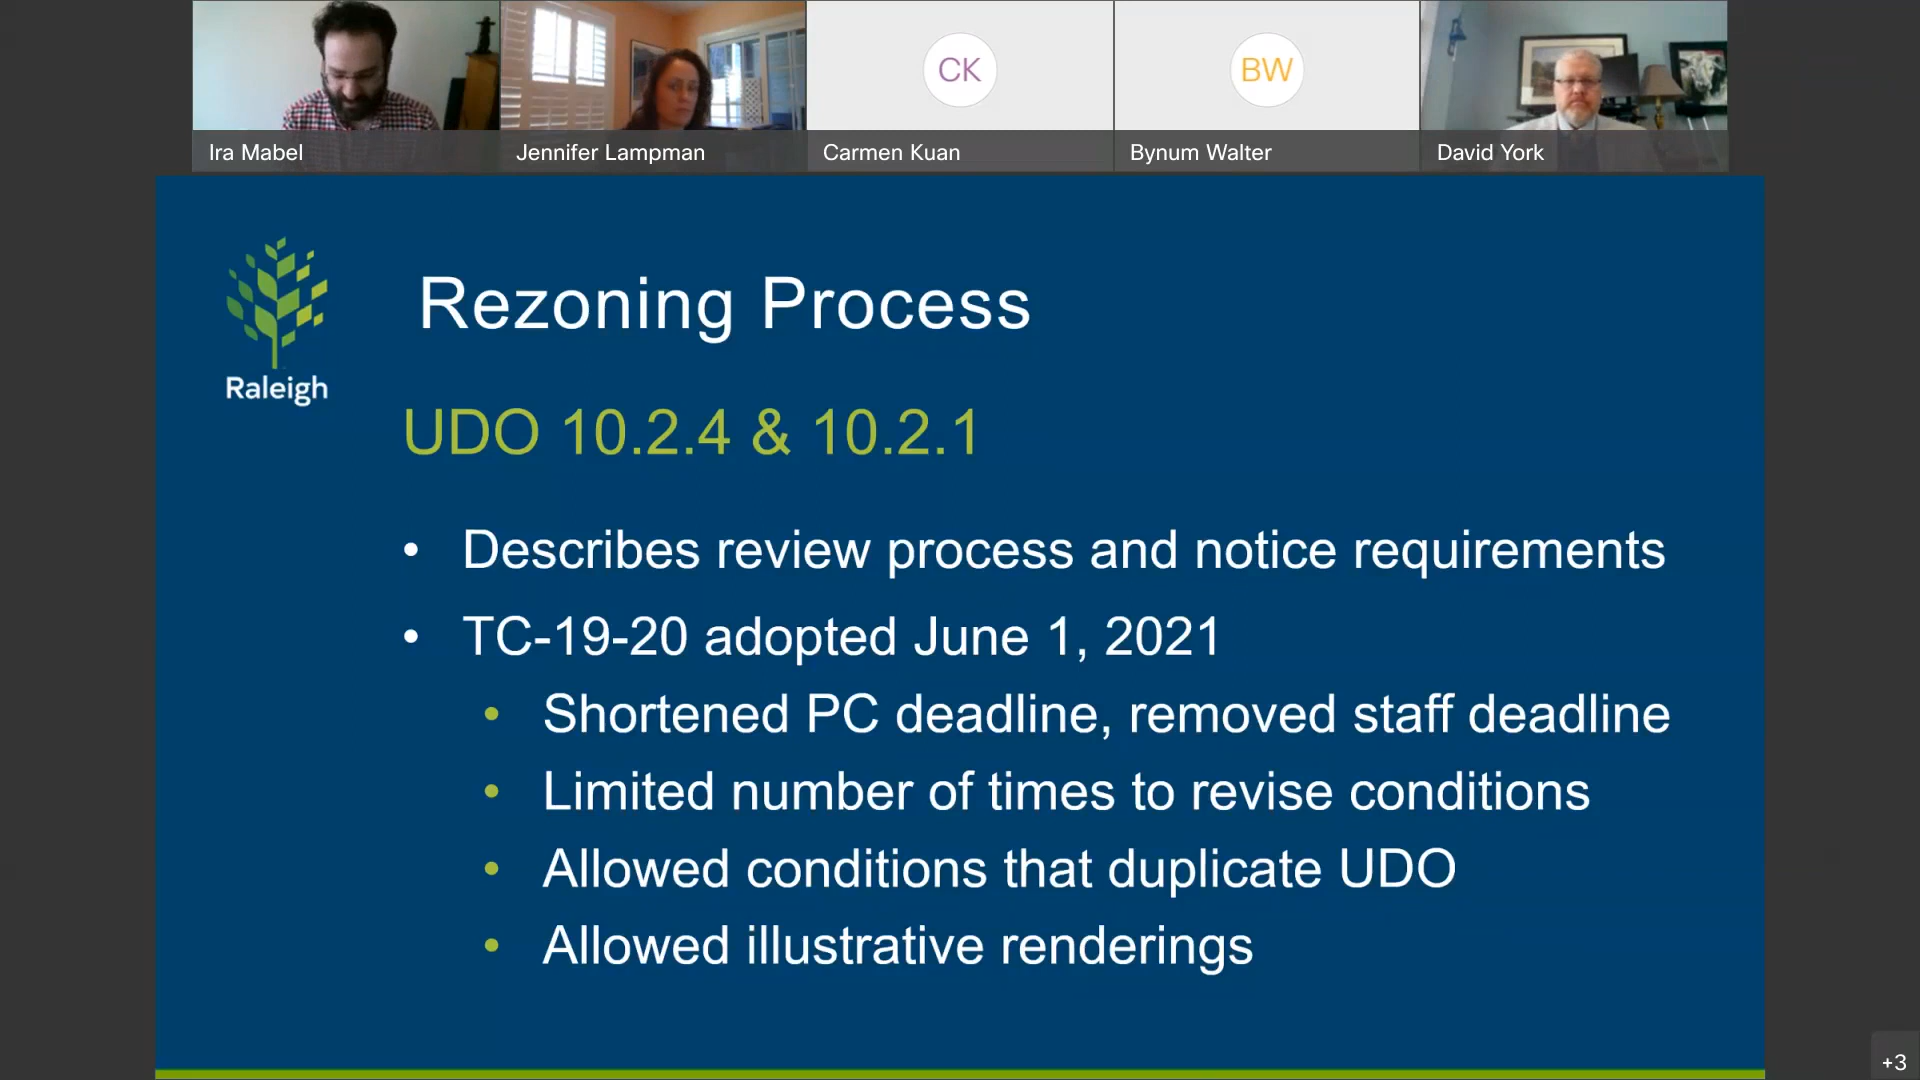 Ira Mabel
Jennifer Lampman
CK
Carmen Kuan
BW
Bynum Walter
David York
Raleigh
Rezoning Process
UDO 10.2.4 & 10.2.1
• Describes review process and notice requirements
• TC-19-20 adopted June 1, 2021
• Shortened PC deadline, removed staff deadline
• Limited number of times to revise conditions
• Allowed conditions that duplicate UDO
• Allowed illustrative renderings
+3